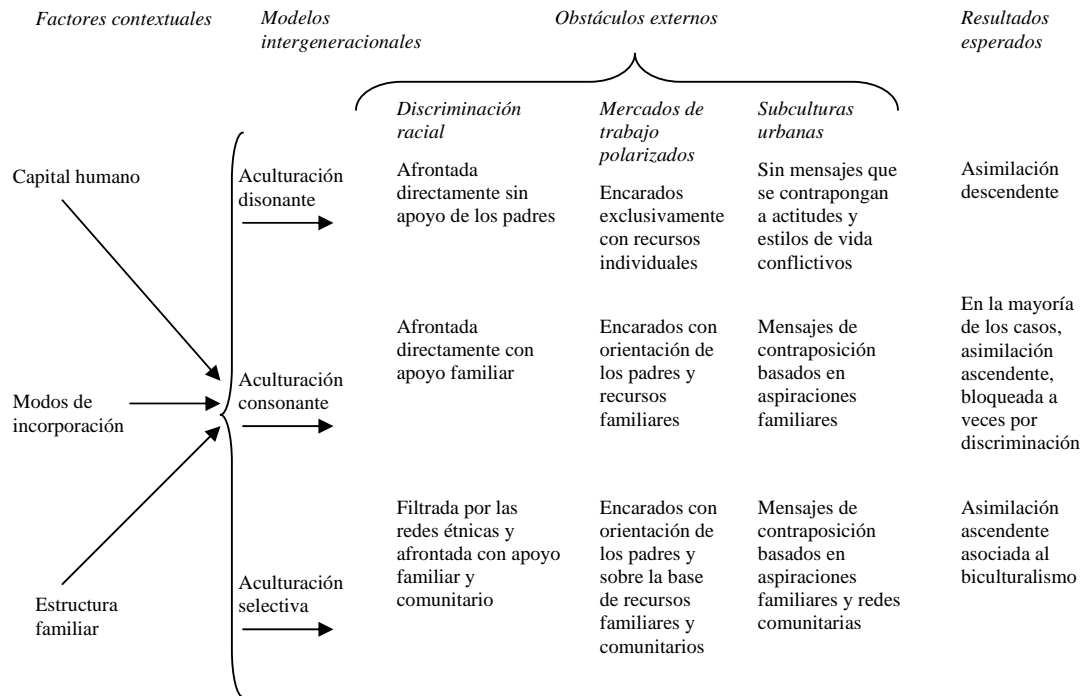 Factores contextuales
Modelos
intergeneracionales
Obstáculos externos
Resultados
esperados
Discriminación
racial
Mercados de
trabajo
polarizados
Subculturas
urbanas
Capital humano
Modos de
incorporación
Estructura
familiar
Aculturación
disonante
Afrontada
directamente sin
apoyo de los padres
Encarados
exclusivamente
con recursos
individuales
Sin mensajes que
se contrapongan
a actitudes y
estilos de vida
conflictivos
Asimilación
descendente
Aculturación
consonante
Afrontada
directamente con
apoyo familiar
Encarados con
orientación de
los padres y
recursos
familiares
Mensajes de
contraposición
basados en
aspiraciones
familiares
En la mayoría
de los casos,
asimilación
ascendente,
bloqueada a
veces por
discriminación
Aculturación
selectiva
Filtrada por las
redes étnicas y
afrontada con apoyo
familiar y
comunitario
Encarados con
orientación de
los padres y
sobre la base
de recursos
familiares y
comunitarios
Mensajes de
contraposición
basados en
aspiraciones
familiares y redes
comunitarias
Asimilación
ascendente
asociada al
biculturalismo